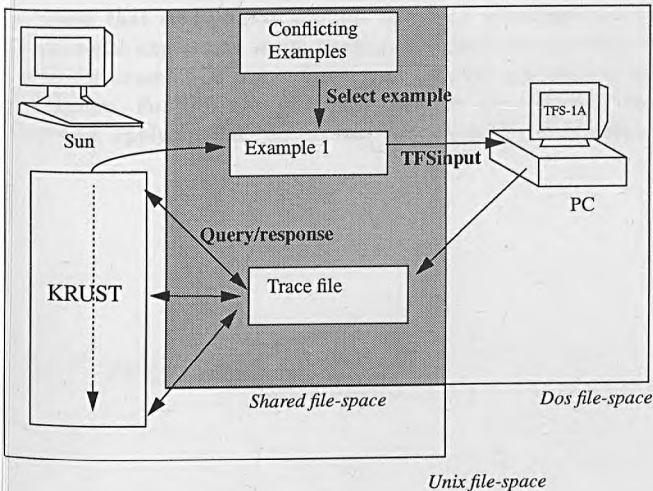 Conflicting
Examples
Select example
TFS-1A
Sun
Example 1
TFSinput
PC
Query/response
KRUST
Trace file
Shared file-space
Dos file-space
Unix file-space